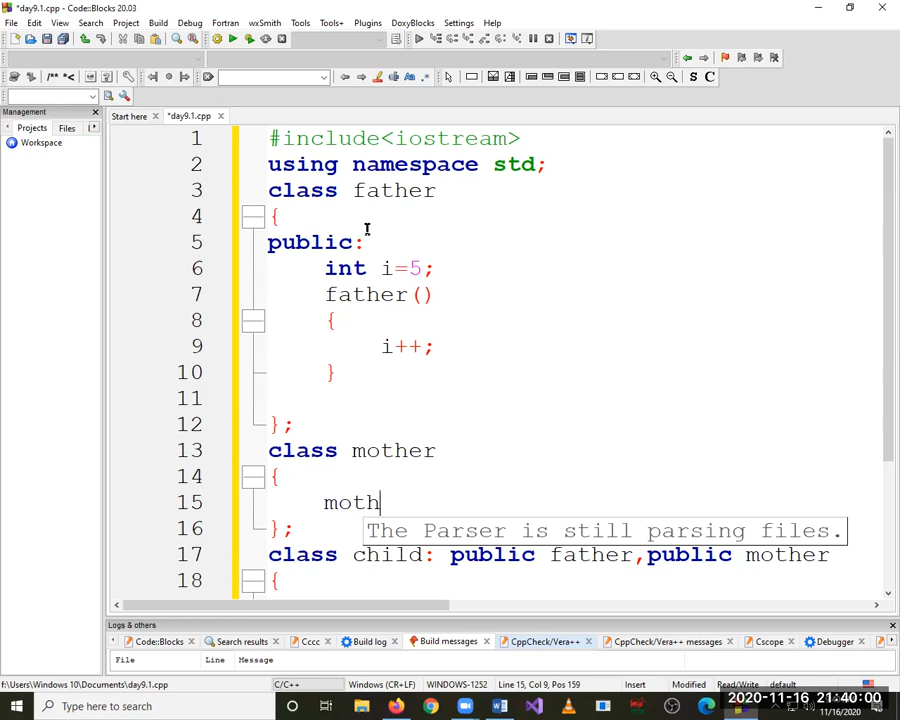 *day9.1.cpp - Code::Blocks 20.03
File Edit View Search Project Build Debug Fortran wxSmith Tools Tools+ Plugins DoxyBlocks Settings Help
/** *< S C
Management
Start here *day9.1.cpp
Projects Files
Workspace
1 #include<iostream>
2 using namespace std;
3 class father
4 {
5 public:
6 int i=5;
7 father()
8 {
9 i++;
10 }
11
12 };
13 class mother
14 {
15 moth
16 };
The Parser is still parsing files.
17 class child: public father,public mother
18 {
Logs & others
Code::Blocks Search results Cccc Build log Build messages CppCheck/Vera++ CppCheck/Vera++ messages Cscope Debugger
File Line Message
f:\Users\Windows 10\Documents\day9.1.cpp C/C++ Windows (CR+LF) WINDOWS-1252 Line 15, Col 9, Pos 159 Insert Modified Read/Write default
Type here to search
2020-11-16 21:40:00
11/16/2020